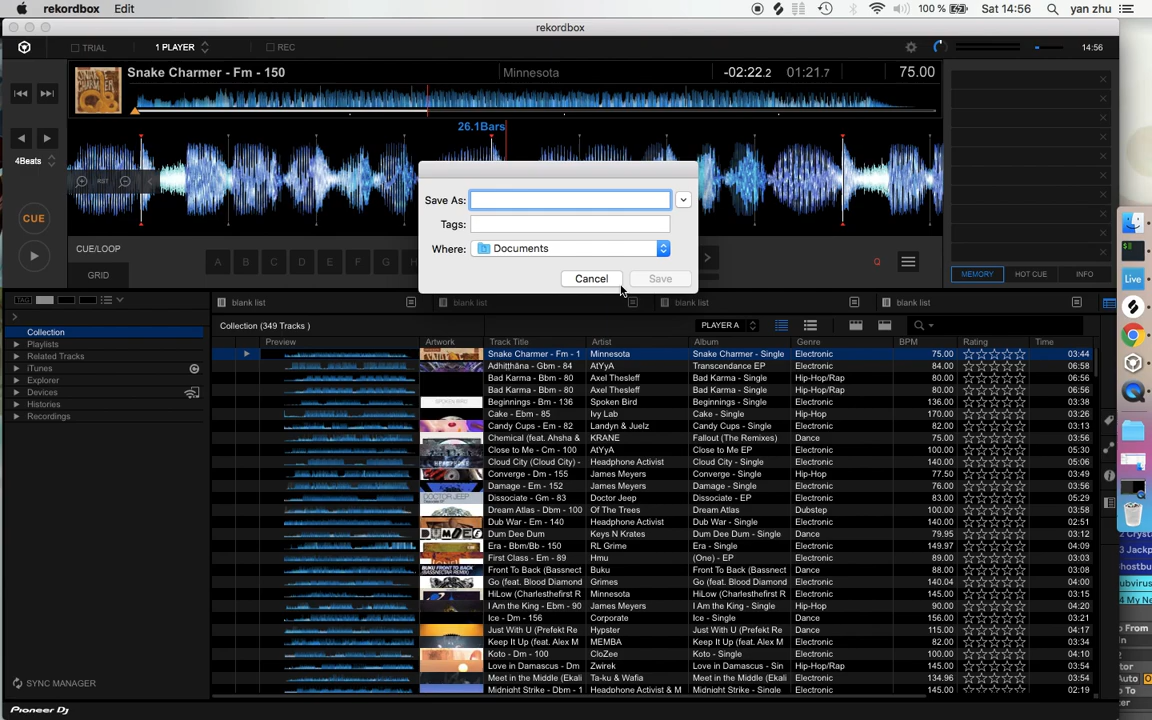 rekordbox Edit 100 % Sat 14:56 yan zhu
rekordbox
TRIAL 1 PLAYER REC 14:56
Snake Charmer - Fm - 150 Minnesota -02:22.2 01:21.7 75.00
26.1Bars
4Beats
RST
CUE
CUE/LOOP
GRID
A B C D E F G H
Q
MEMORY HOT CUE INFO
Save As:
Tags:
Where: Documents
Cancel Save
Live
TAG
blank list blank list blank list blank list
Collection (349 Tracks ) PLAYER A
Collection
Playlists
Related Tracks
iTunes
Explorer
Devices
Histories
Recordings
Preview Artwork Track Title Artist Album Genre BPM Rating Time
Snake Charmer - Fm - 1 Minnesota Snake Charmer - Single Electronic 75.00 03:44
Adhiṭṭhāna - Gbm - 84 AtYyA Transcendence EP Electronic 84.00 06:58
Bad Karma - Bbm - 80 Axel Thesleff Bad Karma - Single Hip-Hop/Rap 80.00 06:56
Bad Karma - Bbm - 80 Axel Thesleff Bad Karma - Single Hip-Hop/Rap 80.00 06:56
Beginnings - Bm - 136 Spoken Bird Beginnings - Single Electronic 136.00 03:38
Cake - Ebm - 85 Ivy Lab Cake - Single Hip-Hop 170.00 03:26
Candy Cups - Em - 82 Landyn & Juelz Candy Cups - Single Electronic 82.00 03:13
Chemical (feat. Ahsha & KRANE Fallout (The Remixes) Dance 75.00 03:56
Close to Me - Cm - 100 AtYyA Close to Me EP Electronic 100.00 05:30
Cloud City (Cloud City) - Headphone Activist Cloud City - Single Electronic 140.00 05:06
Converge - Dm - 155 James Meyers Converge - Single Hip-Hop 77.50 03:49
Damage - Em - 152 James Meyers Damage - Single Electronic 76.00 03:56
Dissociate - Gm - 83 Doctor Jeep Dissociate - EP Electronic 83.00 05:29
Dream Atlas - Dbm - 100 Of The Trees Dream Atlas Dubstep 100.00 03:58
Dub War - Em - 140 Headphone Activist Dub War - Single Electronic 140.00 02:51
Dum Dee Dum Keys N Krates Dum Dee Dum - Single Dance 79.95 03:12
Era - Bbm/Bb - 150 RL Grime Era - Single Electronic 149.97 04:09
First Class - Em - 89 Hmu (One) - EP Electronic 89.00 03:03
Front To Back (Bassnect Buku Front To Back (Bassnectar Dance 88.00 03:08
Go (feat. Blood Diamond Grimes Go (feat. Blood Diamond Electronic 140.04 04:00
HiLow (Charlesthefirst R Minnesota HiLow (Charlesthefirst R Electronic 145.00 03:15
I Am the King - Ebm - 90 James Meyers I Am the King - Single Hip-Hop 90.00 04:20
Ice - Dm - 156 Corporate Ice - Single Dance 156.00 03:21
Just With U (Prefekt Re Hypster Just With U (Prefekt Re Dance 115.00 04:17
Keep It Up (feat. Alex M MEMBA Keep It Up (feat. Alex M Electronic 82.00 03:34
Koto - Dm - 100 CloZee Koto - Single Electronic 100.00 04:10
Love in Damascus - Dm Zwirek Love in Damascus - Sin Hip-Hop/Rap 145.00 03:54
Meet in the Middle (Ekali Ta-ku & Wafia Meet in the Middle (Ekali Electronic 134.96 03:54
Midnight Strike - Dbm - 1 Headphone Activist & M Midnight Strike - Single Electronic 145.00 02:19
SYNC MANAGER
Pioneer Dj